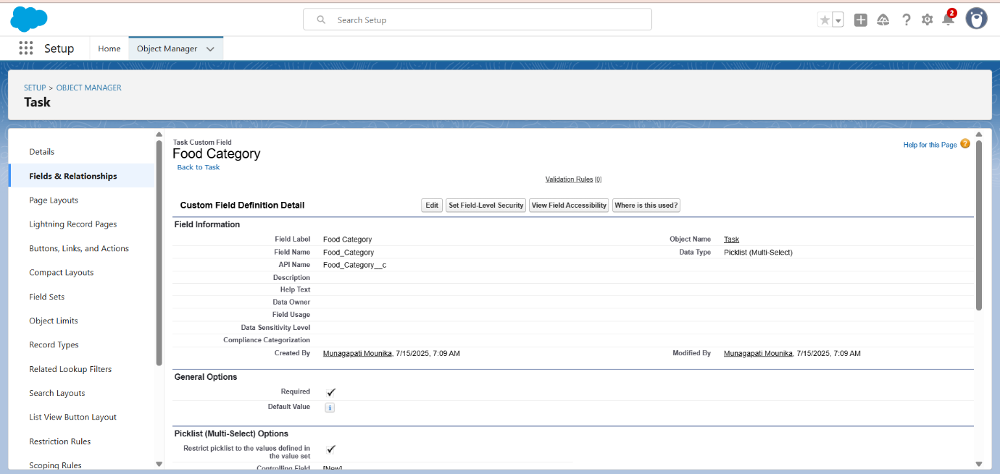 Search Setup
2
Setup
Home
Object Manager
SETUP > OBJECT MANAGER
Task
Details
Fields & Relationships
Page Layouts
Lightning Record Pages
Buttons, Links, and Actions
Compact Layouts
Field Sets
Object Limits
Record Types
Related Lookup Filters
Search Layouts
List View Button Layout
Restriction Rules
Scoping Rules
Task Custom Field
Food Category
Back to Task
Help for this Page ?
Validation Rules [0]
Custom Field Definition Detail
Edit Set Field-Level Security View Field Accessibility Where is this used?
Field Information
Field Label Food Category Object Name Task
Field Name Food_Category Data Type Picklist (Multi-Select)
API Name Food_Category__c
Description
Help Text
Data Owner
Field Usage
Data Sensitivity Level
Compliance Categorization
Created By Munagapati Mounika, 7/15/2025, 7:09 AM Modified By Munagapati Mounika, 7/15/2025, 7:09 AM
General Options
Required
Default Value i
Picklist (Multi-Select) Options
Restrict picklist to the values defined in
the value set
Controlling Field [New]